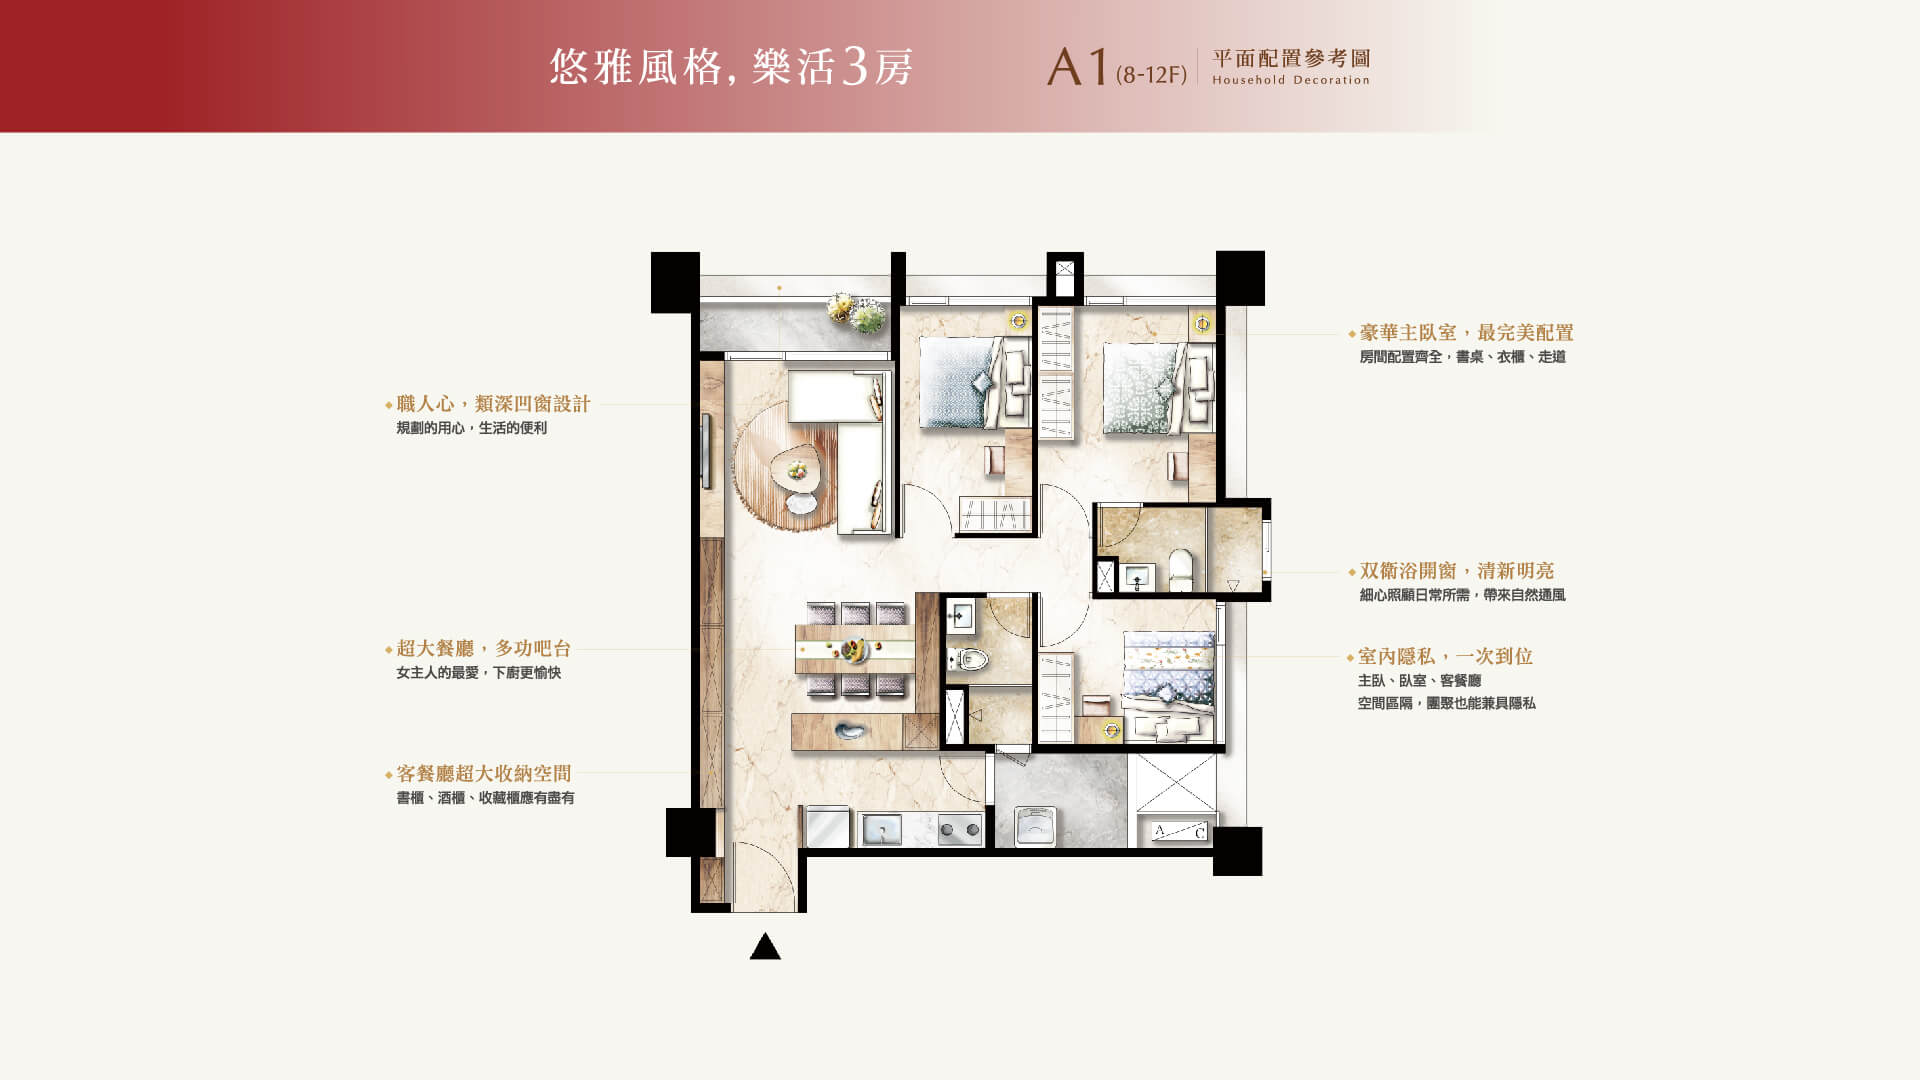 悠雅風格, 樂活3房
A1(8-12F)
平面配置參考圖
Household Decoration
職人心，類深凹窗設計
規劃的用心，生活的便利
超大餐廳，多功吧台
女主人的最愛，下廚更愉快
客餐廳超大收納空間
書櫃、酒櫃、收藏櫃應有盡有
豪華主臥室，最完美配置
房間配置齊全，書桌、衣櫃、走道
双衛浴開窗，清新明亮
細心照顧日常所需，帶來自然通風
室內隱私，一次到位
主臥、臥室、客餐廳
空間區隔，團聚也能兼具隱私
A/C